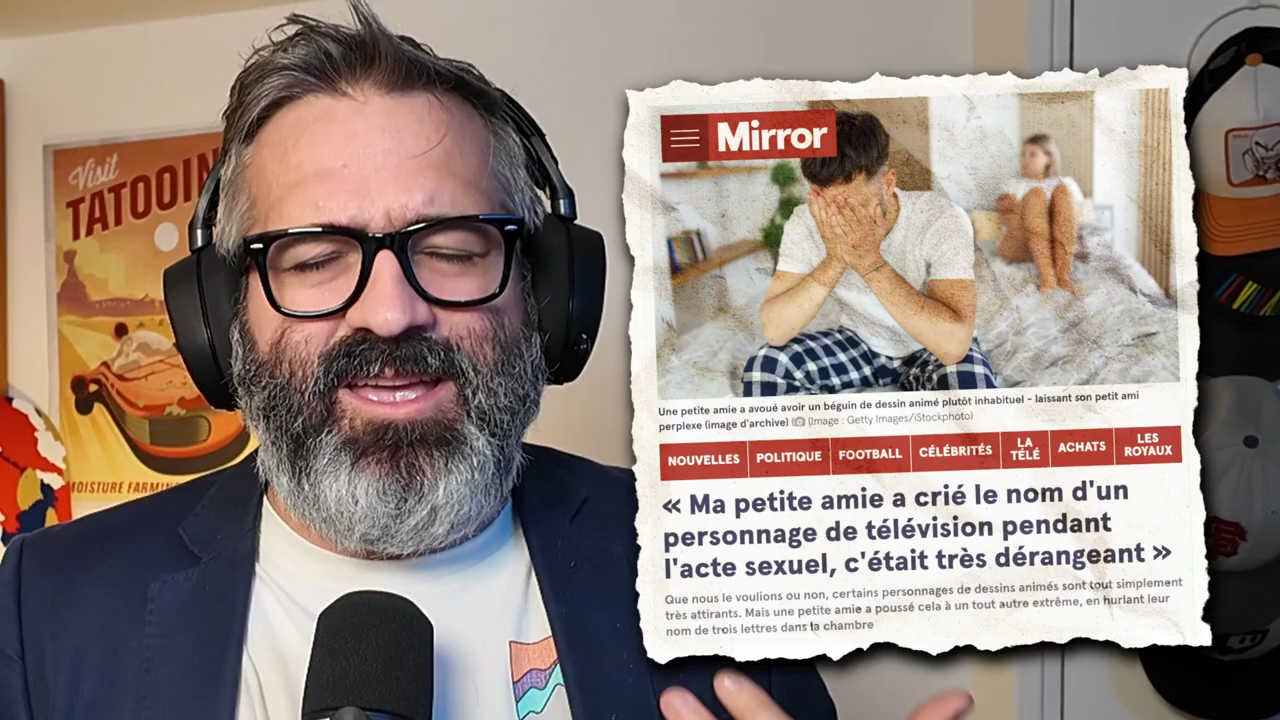 Visit
TATOOIN
MOISTURE FARMIN
Mirror
Une petite amie a avoué avoir un béguin de dessin animé plutôt inhabituel - laissant son petit ami
perplexe (image d'archive) (Image : Getty Images/iStockphoto)
NOUVELLES POLITIQUE FOOTBALL CÉLÉBRITÉS LA TÉLÉ ACHATS LES ROYAUX
« Ma petite amie a crié le nom d'un
personnage de télévision pendant
l'acte sexuel, c'était très dérangeant »
Que nous le voulions ou non, certains personnages de dessins animés sont tout simplement
très attirants. Mais une petite amie a poussé cela à un tout autre extrême, en hurlant leur
nom de trois lettres dans la chambre